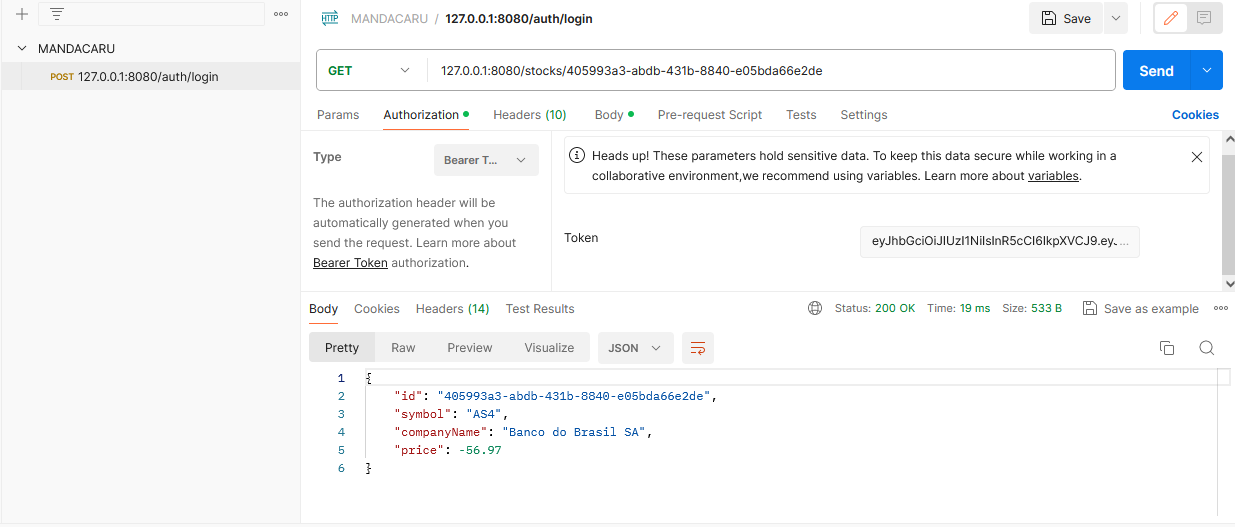 MANDACARU / 127.0.0.1:8080/auth/login
Save
MANDACARU
POST 127.0.0.1:8080/auth/login
GET
127.0.0.1:8080/stocks/405993a3-abdb-431b-8840-e05bda66e2de
Send
Params
Authorization
Headers (10)
Body
Pre-request Script
Tests
Settings
Cookies
Type
Bearer T...
The authorization header will be
automatically generated when you
send the request. Learn more about
Bearer Token authorization.
Heads up! These parameters hold sensitive data. To keep this data secure while working in a
collaborative environment,we recommend using variables. Learn more about variables.
Token
eyJhbGciOiJIUzI1NiIsInR5cCI6IkpXVCJ9.eyJ...
Body
Cookies
Headers (14)
Test Results
Status: 200 OK
Time: 19 ms
Size: 533 B
Save as example
Pretty
Raw
Preview
Visualize
JSON
1 {
2 "id": "405993a3-abdb-431b-8840-e05bda66e2de",
3 "symbol": "AS4",
4 "companyName": "Banco do Brasil SA",
5 "price": -56.97
6 }